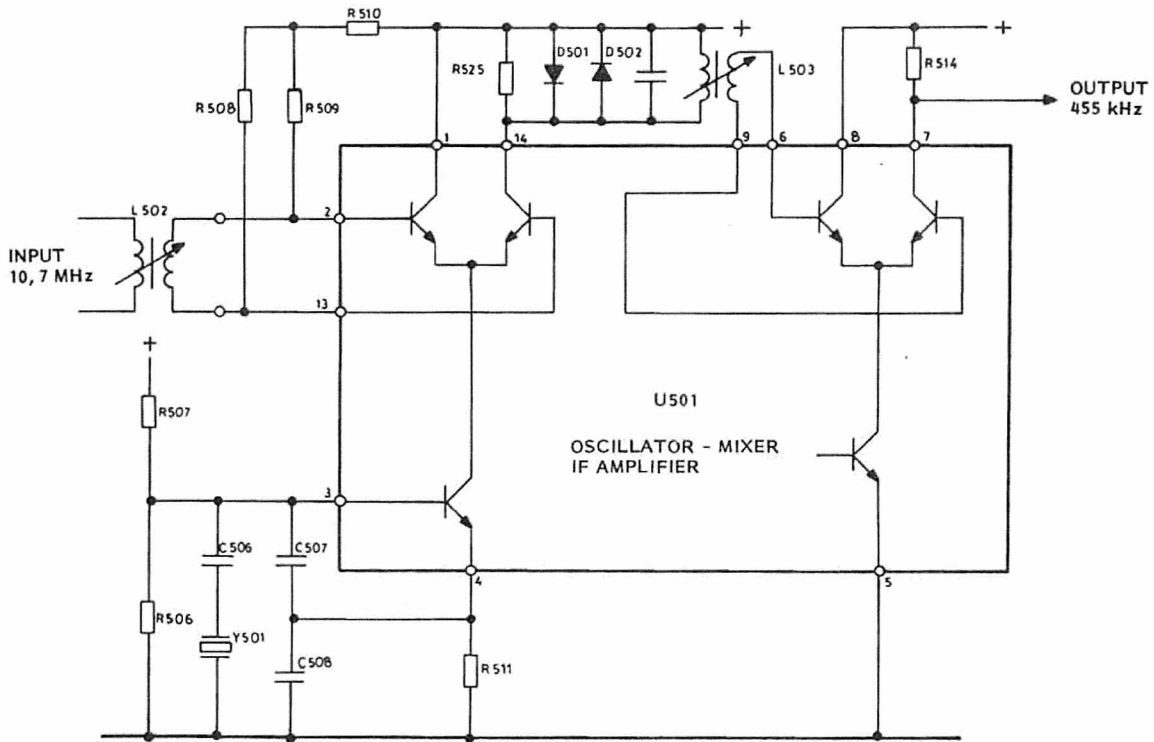 R510
+
D501
D502
R525
L503
+
R514
OUTPUT
455 kHz
R508
R509
1
14
9
6
8
7
L502
2
INPUT
10,7 MHz
13
+
R507
U501
OSCILLATOR - MIXER
IF AMPLIFIER
3
C506
C507
4
5
R506
Y501
C508
R511